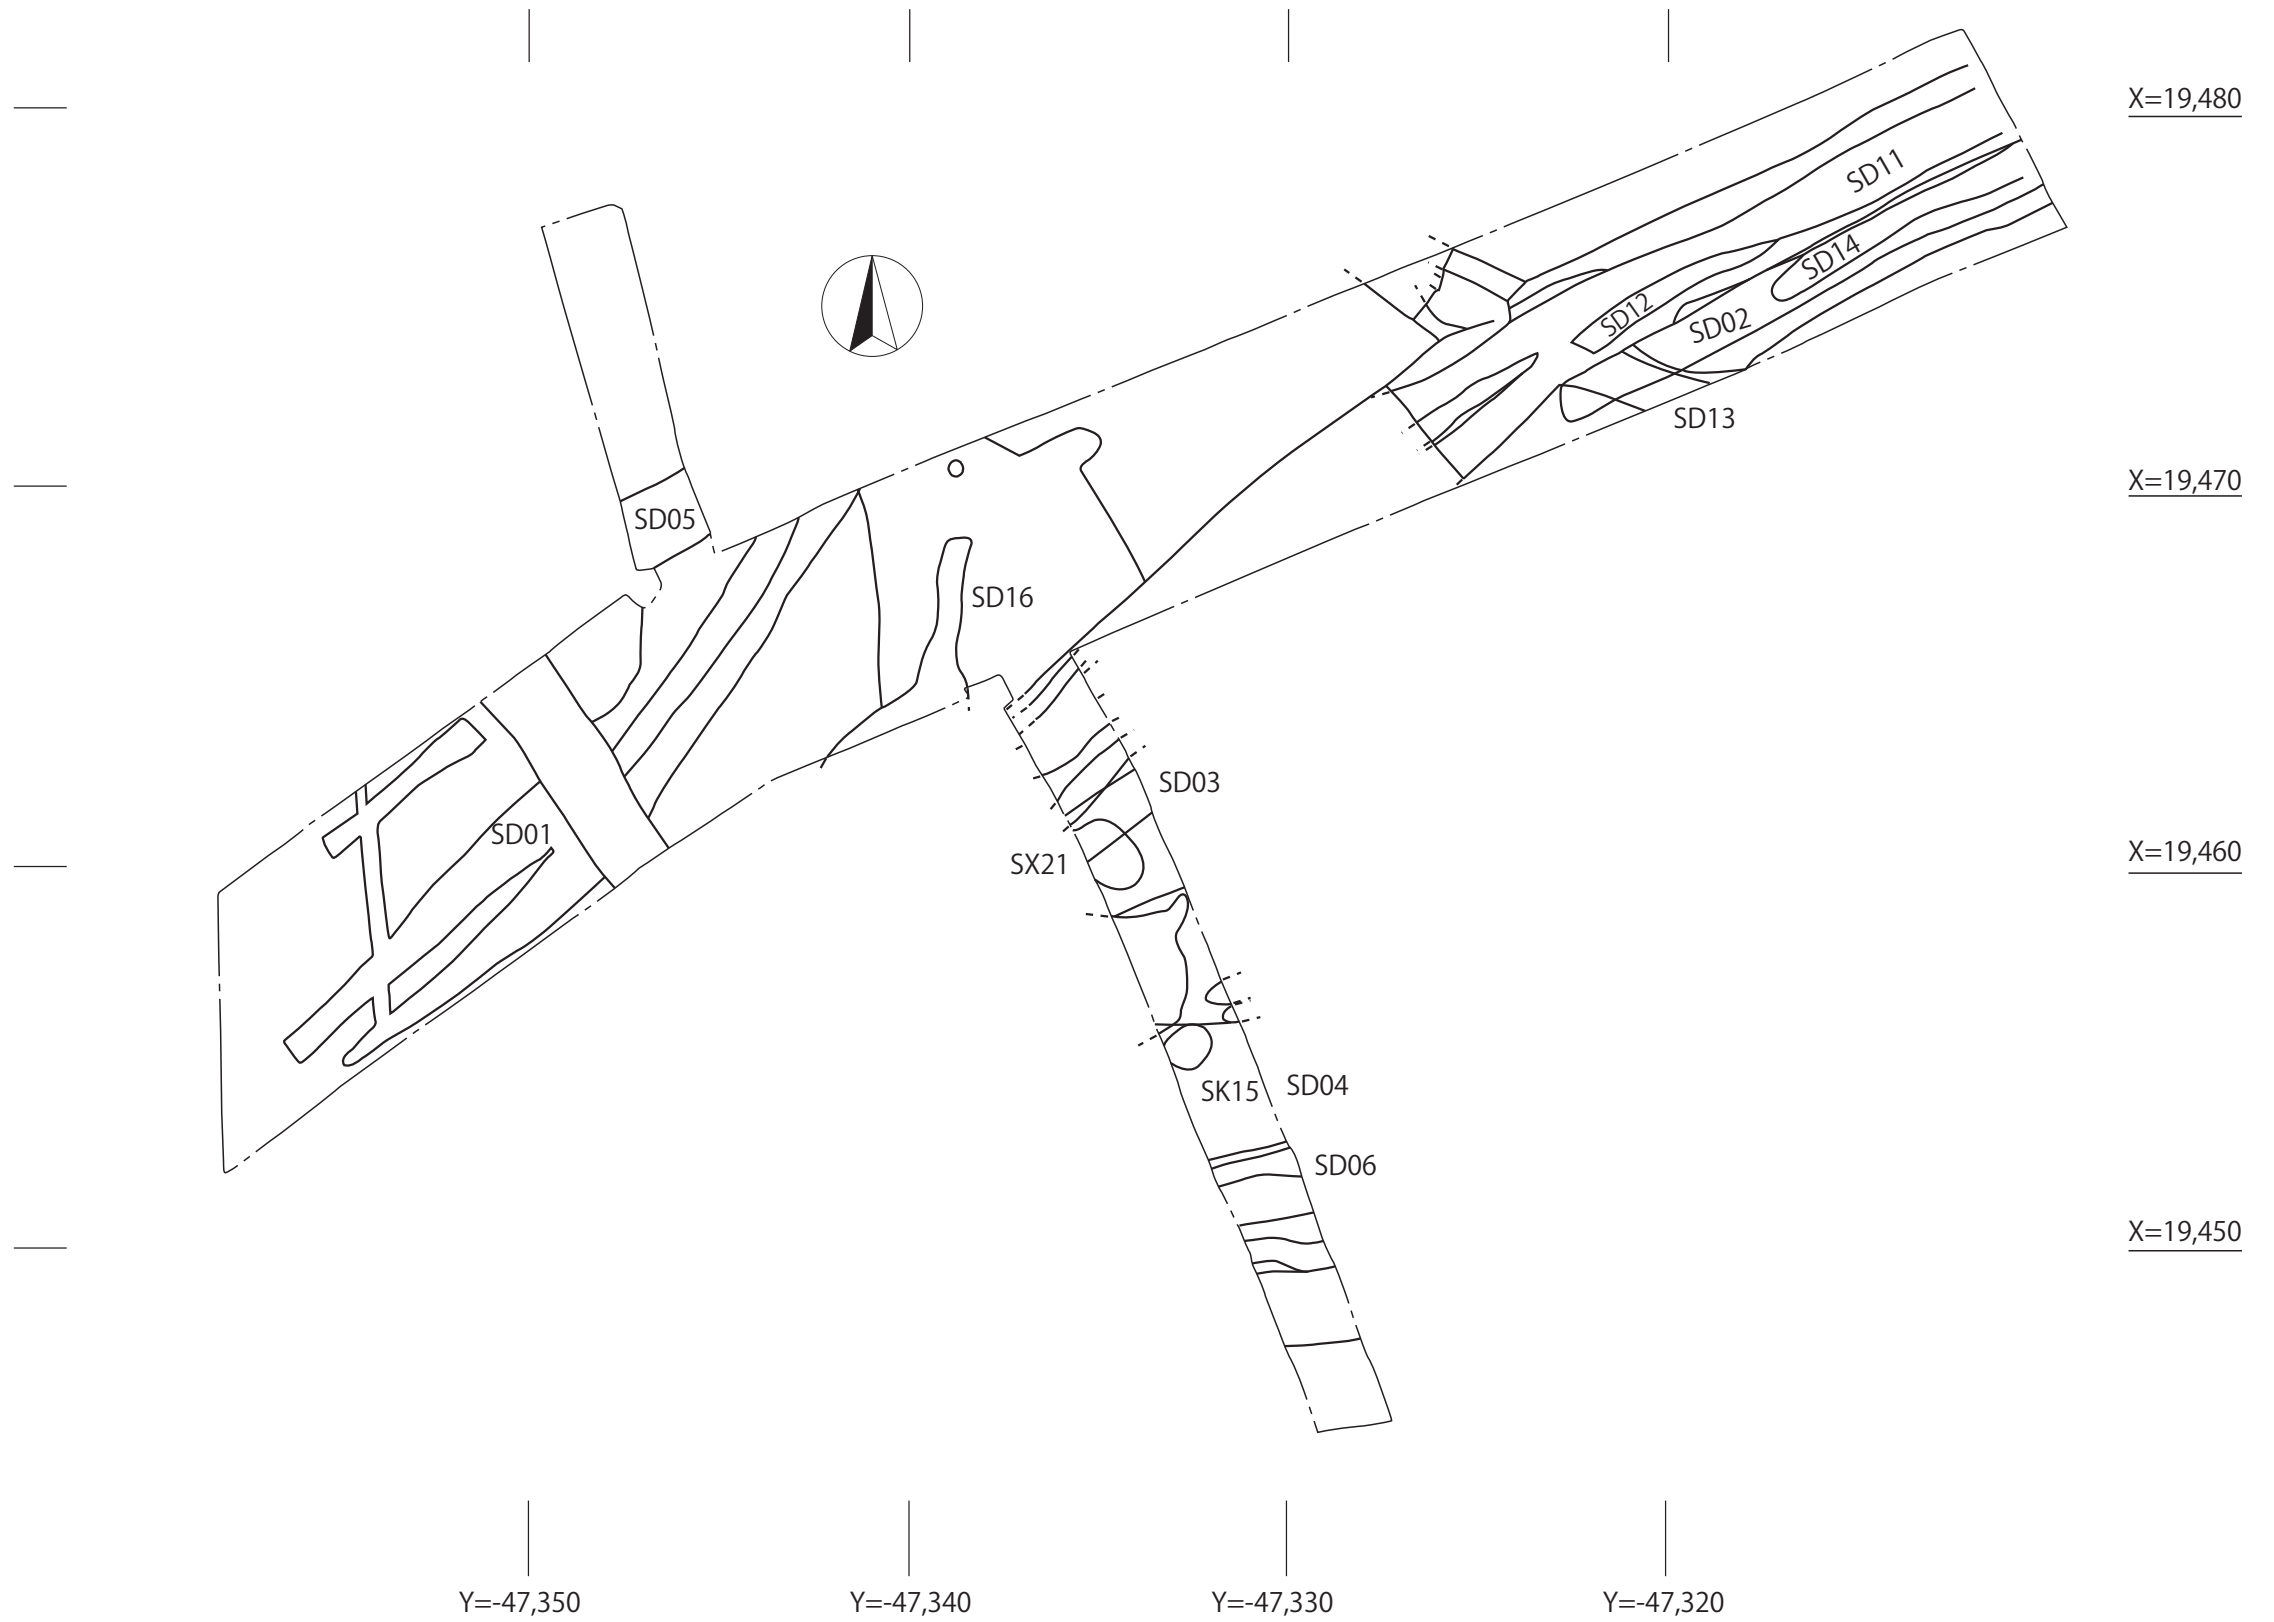 X=19,480
SD11
SD14
SD12
SD02
SD13
X=19,470
SD05
SD16
SD03
SD01
SX21
X=19,460
SK15
SD04
SD06
X=19,450
Y=-47,350
Y=-47,340
Y=-47,330
Y=-47,320